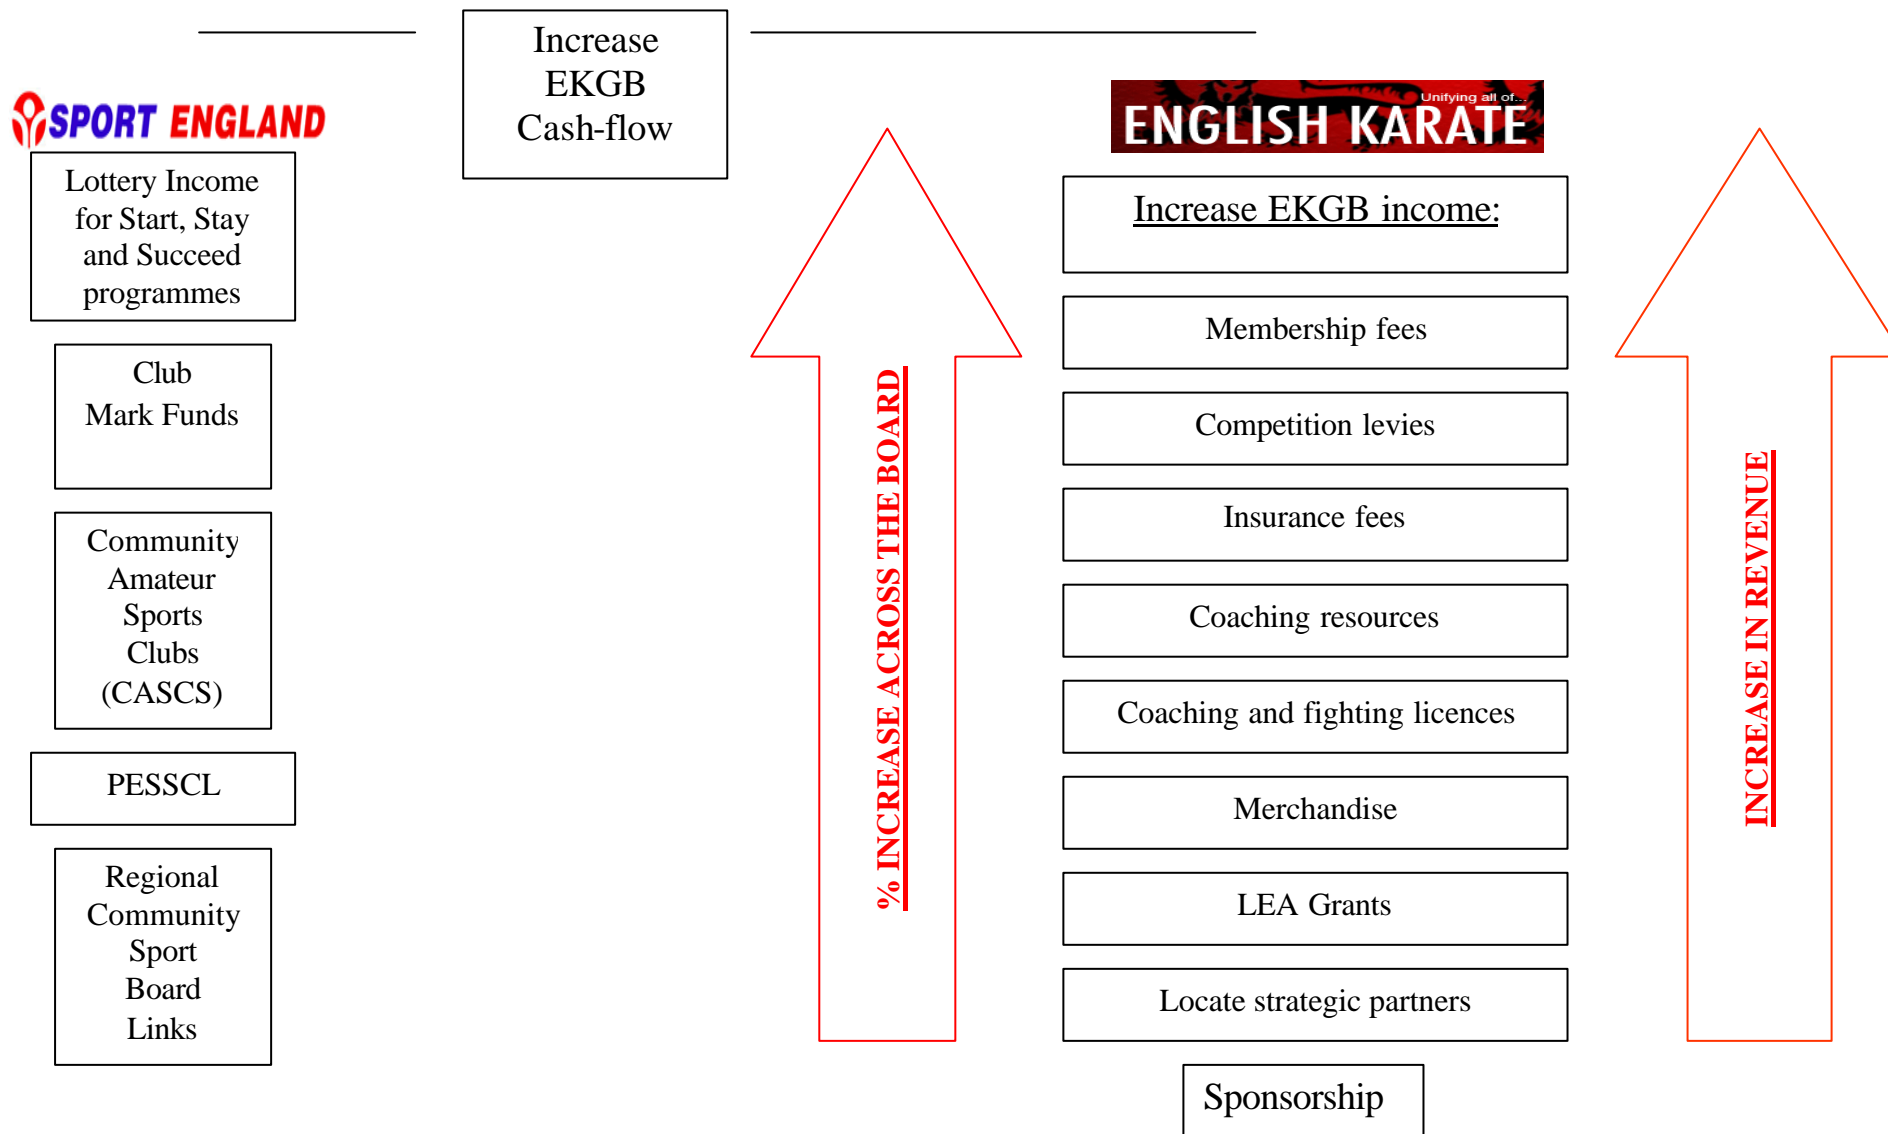 Increase
EKGB
Cash-flow
SPORT ENGLAND
Lottery Income
for Start, Stay
and Succeed
programmes
Club
Mark Funds
Community
Amateur
Sports
Clubs
(CASCS)
PESSCL
Regional
Community
Sport
Board
Links
% INCREASE ACROSS THE BOARD
Unifying all of...
ENGLISH KARATE
Increase EKGB income:
Membership fees
Competition levies
Insurance fees
Coaching resources
Coaching and fighting licences
Merchandise
LEA Grants
Locate strategic partners
Sponsorship
INCREASE IN REVENUE